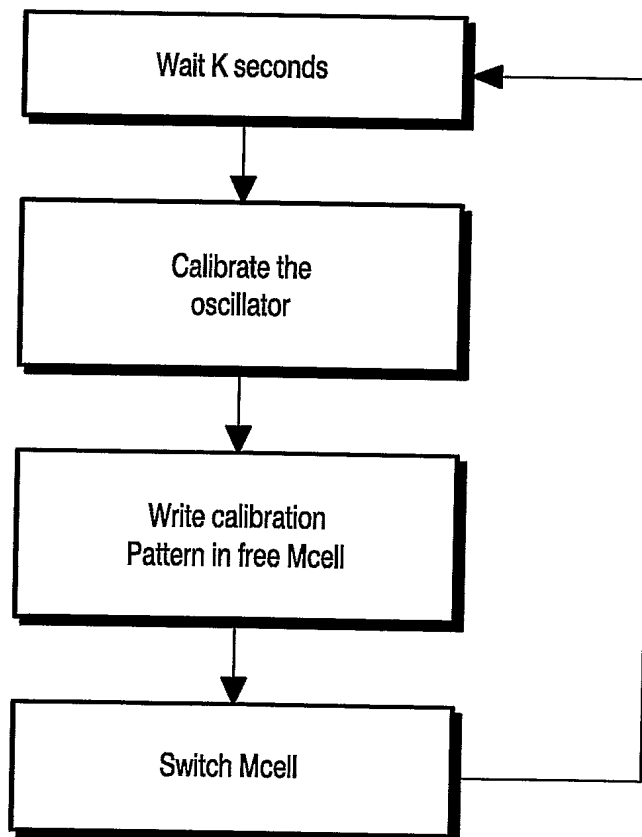 Wait K seconds
Calibrate the
oscillator
Write calibration
Pattern in free Mcell
Switch Mcell